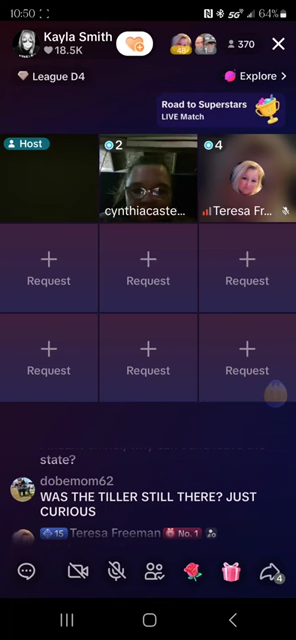 10:50
5G
64%
Kayla Smith
18.5K
48
1
370
League D4
Explore >
Road to Superstars
LIVE Match
Host
2
cynthiacaste...
4
Teresa Fr...
Request
Request
Request
Request
Request
Request
state?
dobemom62
WAS THE TILLER STILL THERE? JUST
CURIOUS
15 Teresa Freeman No. 1
4